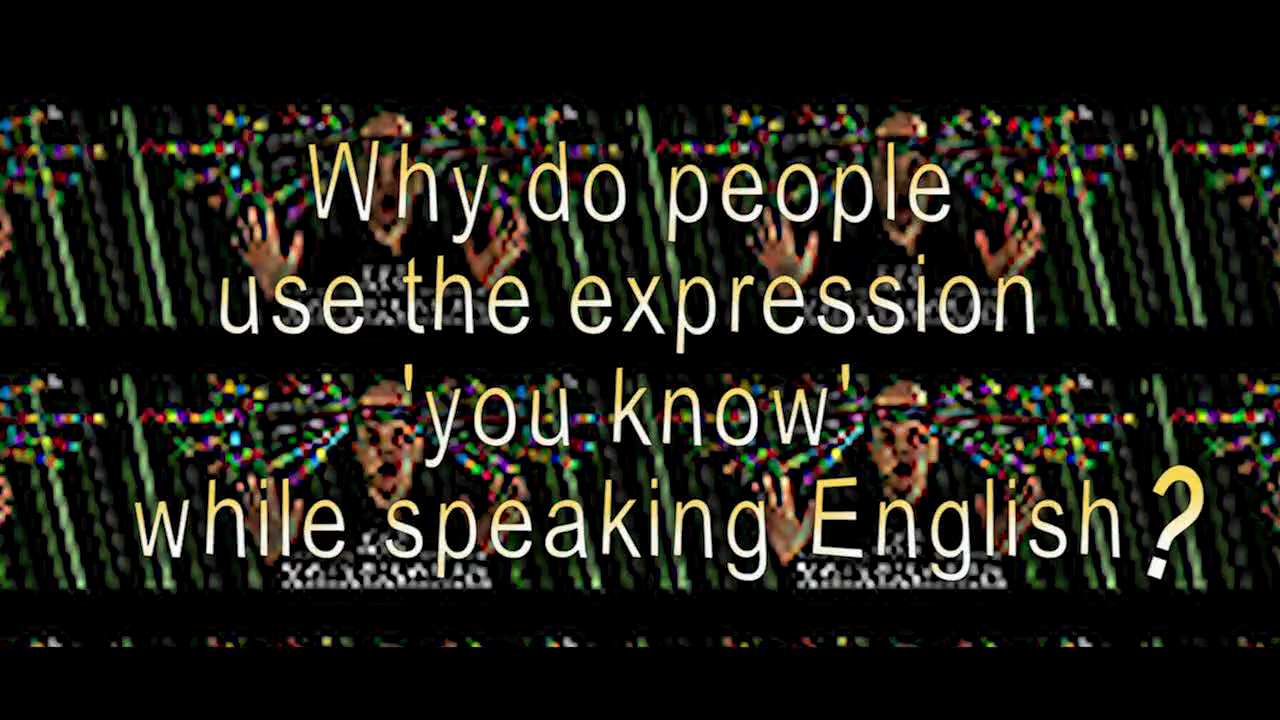 Why do people
use the expression
'you know'
while speaking English?